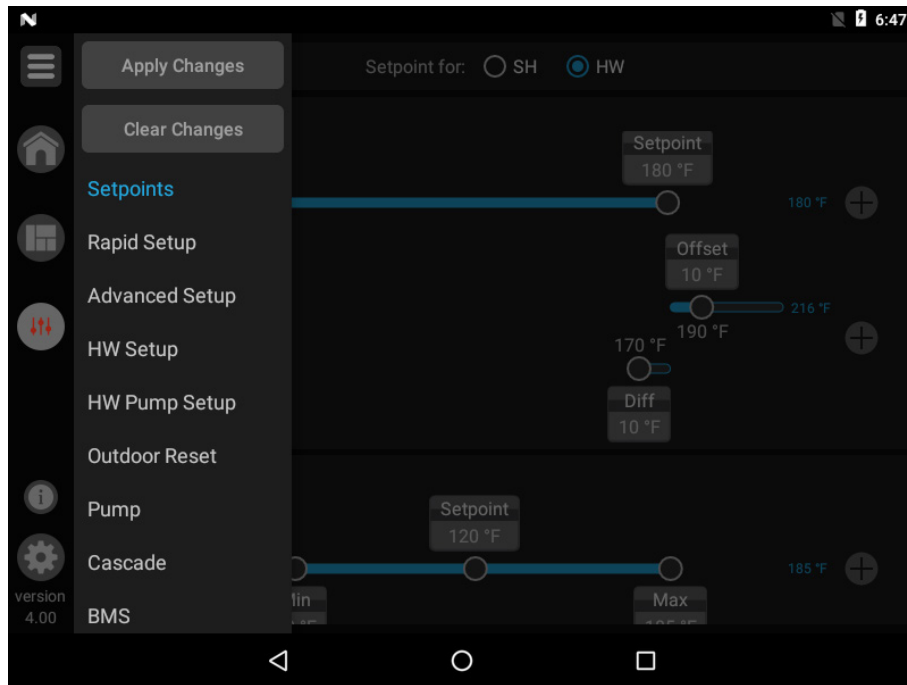 6:47
Apply Changes
Setpoint for: SH HW
Clear Changes
Setpoint
180 °F
Setpoints
180 °F
Rapid Setup
Offset
10 °F
Advanced Setup
216 °F
190 °F
170 °F
HW Setup
Diff
10 °F
HW Pump Setup
Outdoor Reset
Pump
Setpoint
120 °F
Cascade
185 °F
version
4.00
BMS
Max